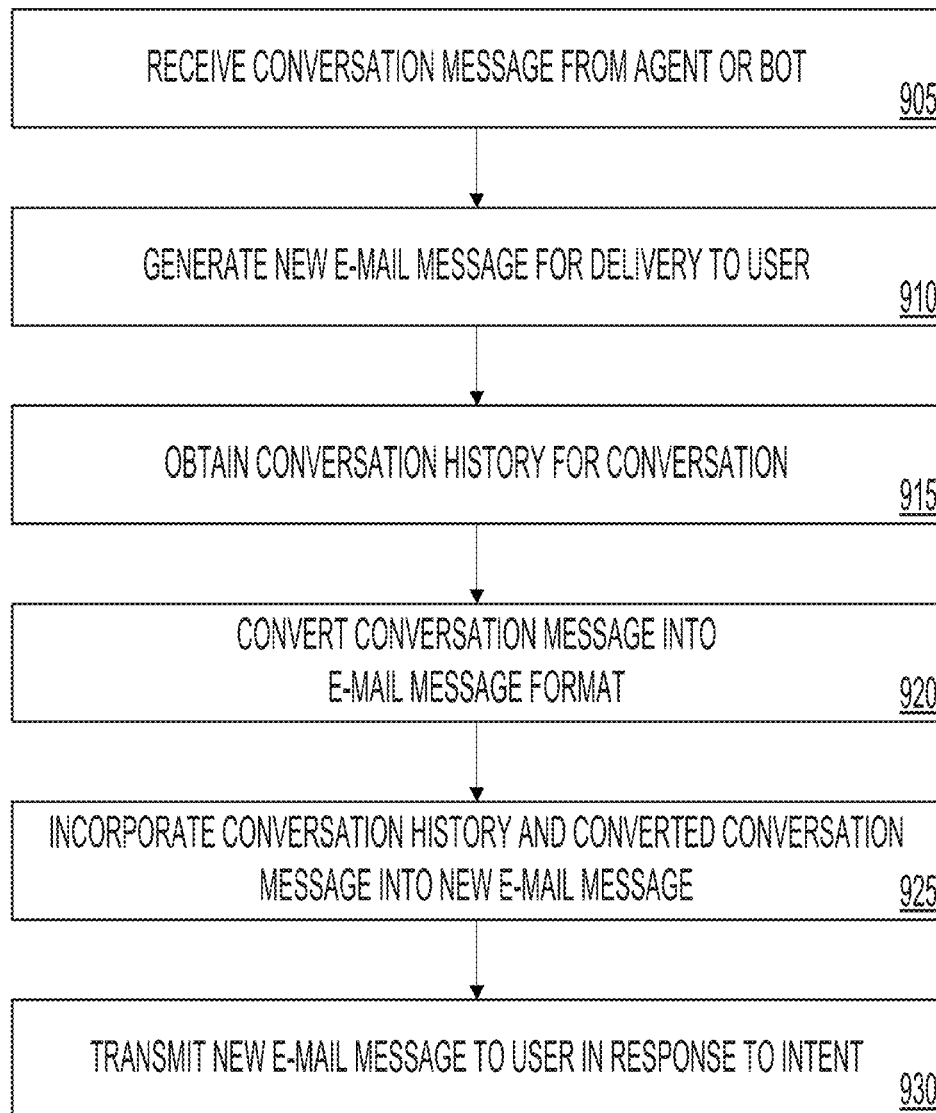 RECEIVE CONVERSATION MESSAGE FROM AGENT OR BOT
905
GENERATE NEW E-MAIL MESSAGE FOR DELIVERY TO USER
910
OBTAIN CONVERSATION HISTORY FOR CONVERSATION
915
CONVERT CONVERSATION MESSAGE INTO
E-MAIL MESSAGE FORMAT
920
INCORPORATE CONVERSATION HISTORY AND CONVERTED CONVERSATION
MESSAGE INTO NEW E-MAIL MESSAGE
925
TRANSMIT NEW E-MAIL MESSAGE TO USER IN RESPONSE TO INTENT
930